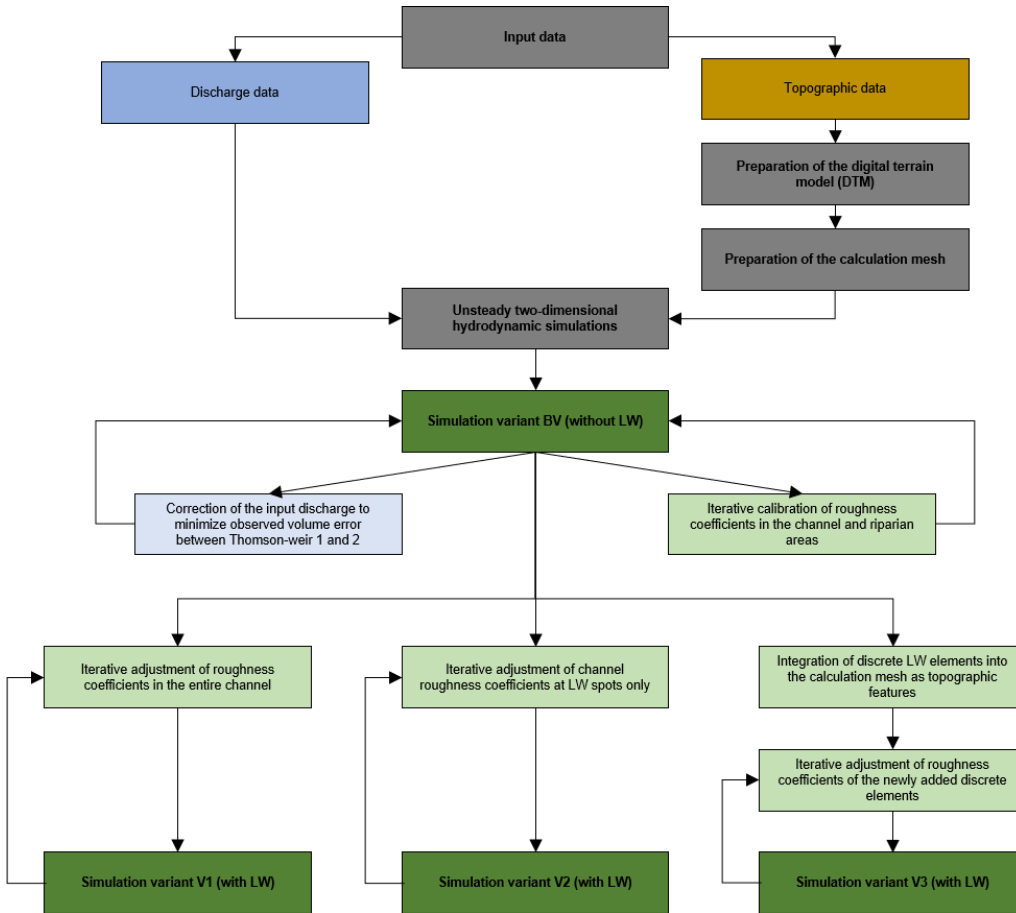 Input data
Discharge data
Topographic data
Preparation of the digital terrain
model (DTM)
Preparation of the calculation mesh
Unsteady two-dimensional
hydrodynamic simulations
Simulation variant BV (without LW)
Correction of the input discharge to
minimize observed volume error
between Thomson-weir 1 and 2
Iterative calibration of roughness
coefficients in the channel and riparian
areas
Iterative adjustment of roughness
coefficients in the entire channel
Iterative adjustment of channel
roughness coefficients at LW spots only
Integration of discrete LW elements into
the calculation mesh as topographic
features
Iterative adjustment of roughness
coefficients of the newly added discrete
elements
Simulation variant V1 (with LW)
Simulation variant V2 (with LW)
Simulation variant V3 (with LW)